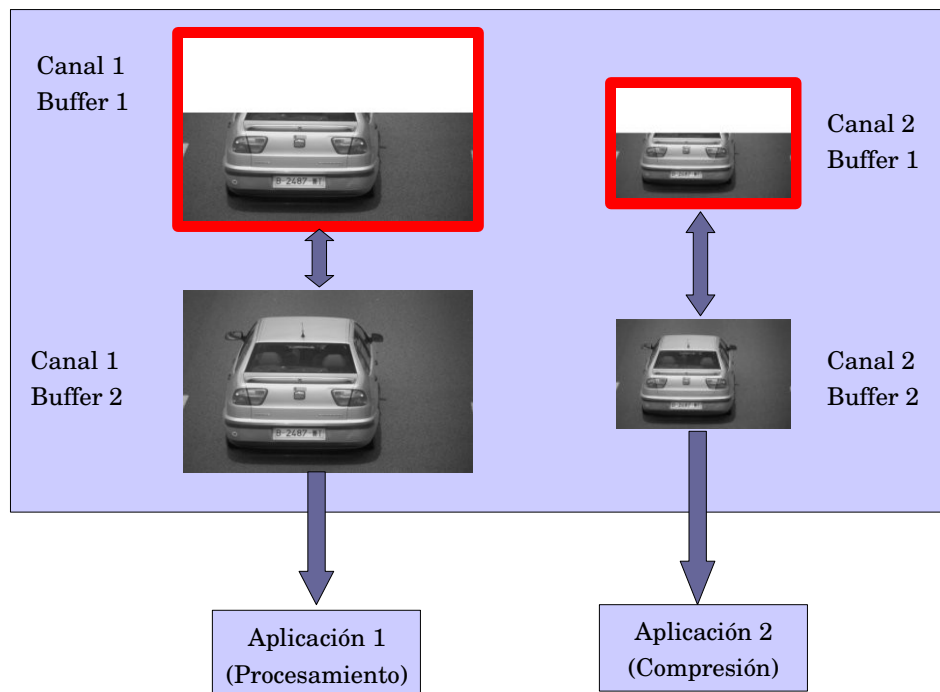 Canal 1
Buffer 1
Canal 2
Buffer 1
Canal 1
Buffer 2
Canal 2
Buffer 2
Aplicación 1
(Procesamiento)
Aplicación 2
(Compresión)